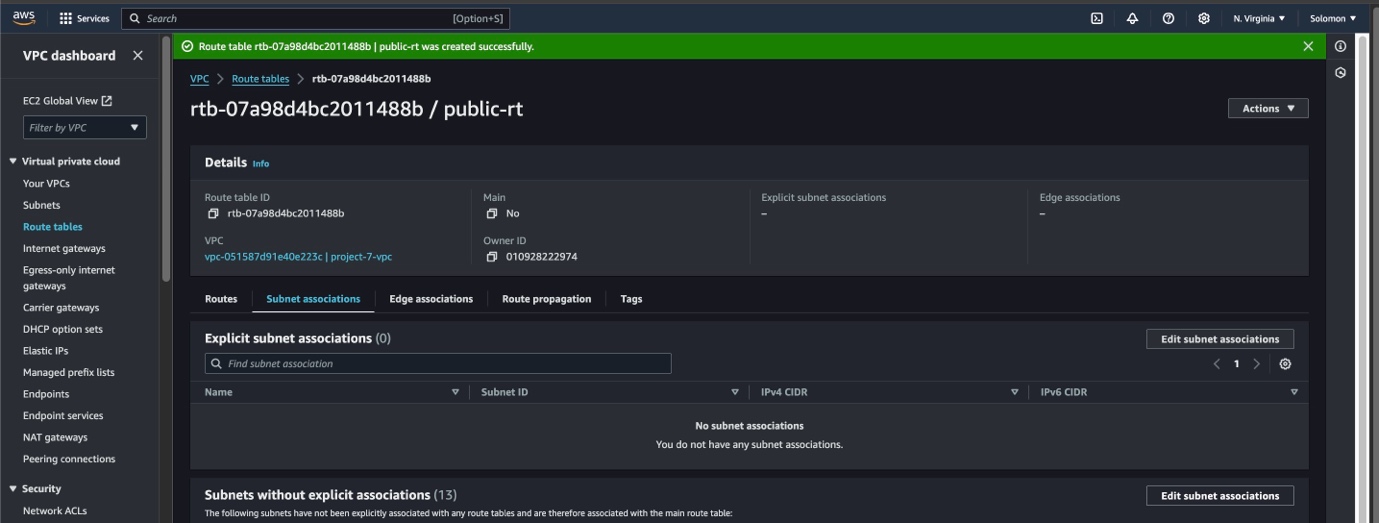 aws
Services
Search
[Option+S]
N. Virginia
Solomon
VPC dashboard
EC2 Global View
Filter by VPC
Virtual private cloud
Your VPCs
Subnets
Route tables
Internet gateways
Egress-only internet
gateways
Carrier gateways
DHCP option sets
Elastic IPs
Managed prefix lists
Endpoints
Endpoint services
NAT gateways
Peering connections
Security
Network ACLs
Route table rtb-07a98d4bc2011488b | public-rt was created successfully.
VPC
Route tables
rtb-07a98d4bc2011488b
rtb-07a98d4bc2011488b / public-rt
Actions
Details Info
Route table ID
rtb-07a98d4bc2011488b
Main
No
Explicit subnet associations
–
Edge associations
–
VPC
vpc-051587d91e40e223c | project-7-vpc
Owner ID
010928222974
Routes
Subnet associations
Edge associations
Route propagation
Tags
Explicit subnet associations (0)
Edit subnet associations
Find subnet association
1
Name
Subnet ID
IPv4 CIDR
IPv6 CIDR
No subnet associations
You do not have any subnet associations.
Subnets without explicit associations (13)
Edit subnet associations
The following subnets have not been explicitly associated with any route tables and are therefore associated with the main route table: